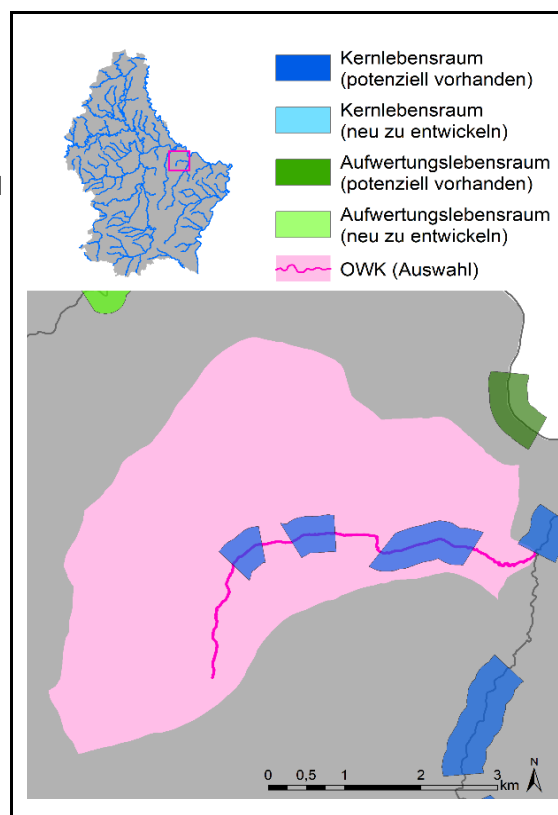 Kernlebensraum
(potenziell vorhanden)
Kernlebensraum
(neu zu entwickeln)
Aufwertungslebensraum
(potenziell vorhanden)
Aufwertungslebensraum
(neu zu entwickeln)
OWK (Auswahl)
0 0,5 1 2 3
km
N